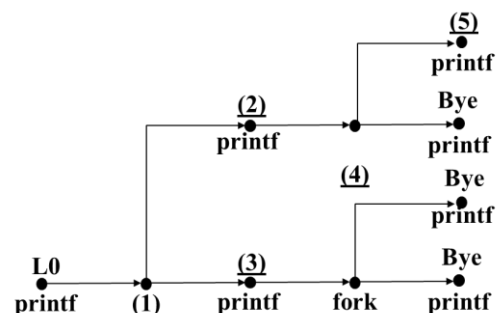 (5)
printf
(2)
Bye
printf
printf
(4)
Bye
printf
L0
(3)
Bye
printf
(1)
printf
fork
printf